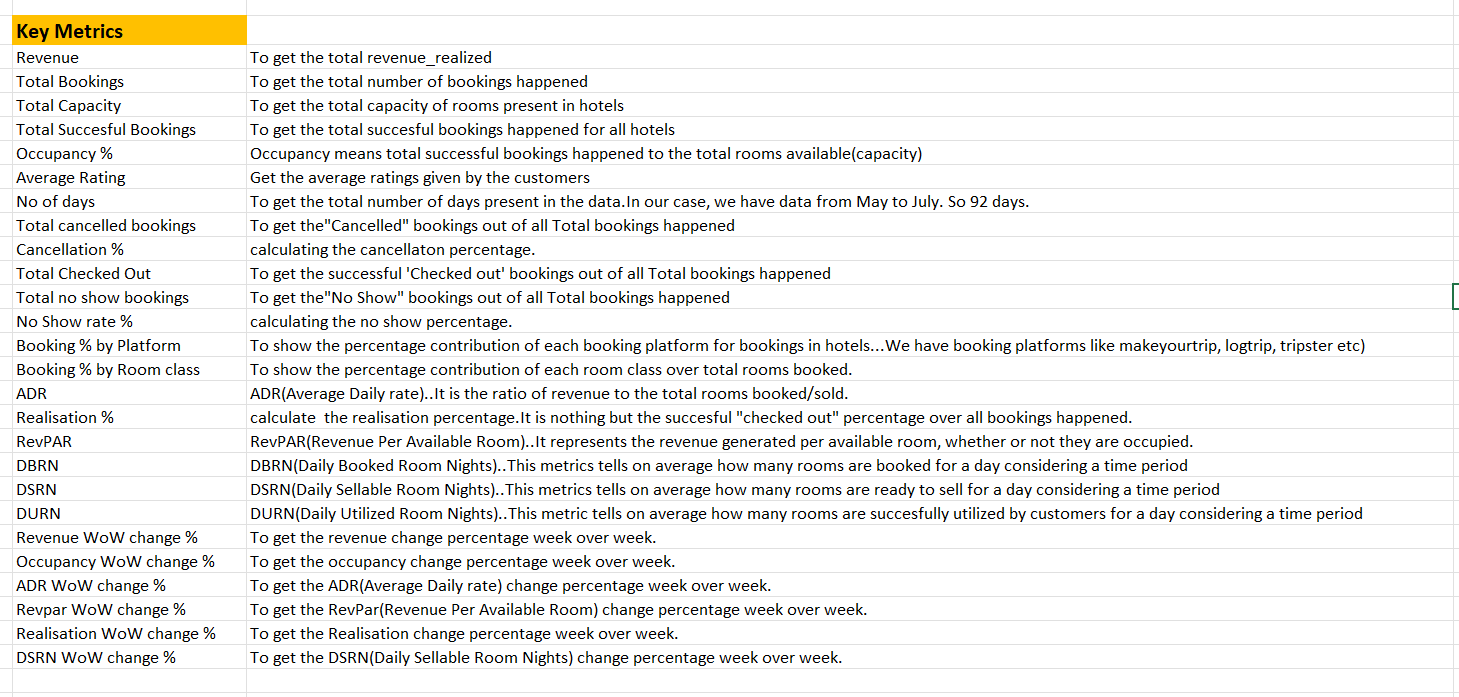 Key Metrics
Revenue To get the total revenue_realized
Total Bookings To get the total number of bookings happened
Total Capacity To get the total capacity of rooms present in hotels
Total Succesful Bookings To get the total succesful bookings happened for all hotels
Occupancy % Occupancy means total successful bookings happened to the total rooms available(capacity)
Average Rating Get the average ratings given by the customers
No of days To get the total number of days present in the data.In our case, we have data from May to July. So 92 days.
Total cancelled bookings To get the"Cancelled" bookings out of all Total bookings happened
Cancellation % calculating the cancellaton percentage.
Total Checked Out To get the successful 'Checked out' bookings out of all Total bookings happened
Total no show bookings To get the"No Show" bookings out of all Total bookings happened
No Show rate % calculating the no show percentage.
Booking % by Platform To show the percentage contribution of each booking platform for bookings in hotels...We have booking platforms like makeyourtrip, logtrip, tripster etc)
Booking % by Room class To show the percentage contribution of each room class over total rooms booked.
ADR ADR(Average Daily rate)..It is the ratio of revenue to the total rooms booked/sold.
Realisation % calculate  the realisation percentage.It is nothing but the succesful "checked out" percentage over all bookings happened.
RevPAR RevPAR(Revenue Per Available Room)..It represents the revenue generated per available room, whether or not they are occupied.
DBRN DBRN(Daily Booked Room Nights)..This metrics tells on average how many rooms are booked for a day considering a time period
DSRN DSRN(Daily Sellable Room Nights)..This metrics tells on average how many rooms are ready to sell for a day considering a time period
DURN DURN(Daily Utilized Room Nights)..This metric tells on average how many rooms are succesfully utilized by customers for a day considering a time period
Revenue WoW change % To get the revenue change percentage week over week.
Occupancy WoW change % To get the occupancy change percentage week over week.
ADR WoW change % To get the ADR(Average Daily rate) change percentage week over week.
Revpar WoW change % To get the RevPar(Revenue Per Available Room) change percentage week over week.
Realisation WoW change % To get the Realisation change percentage week over week.
DSRN WoW change % To get the DSRN(Daily Sellable Room Nights) change percentage week over week.